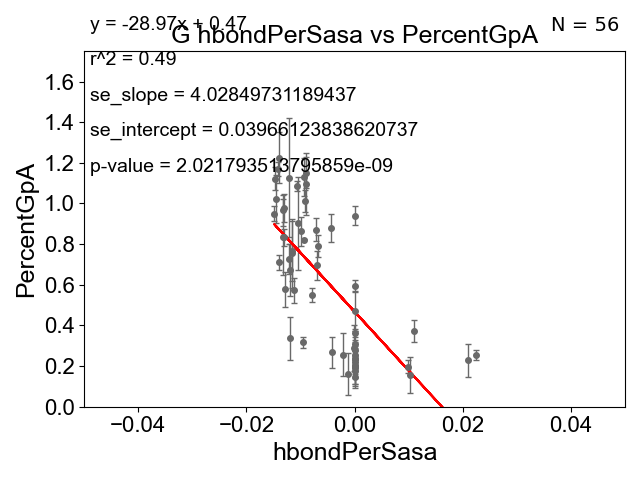 y = -28.97x + 0.47
N = 56
G hbondPerSasa vs PercentGpA
r^2 = 0.49
se_slope = 4.02849731189437
se_intercept = 0.03966123838620737
p-value = 2.021793513795859e-09
PercentGpA
1.6
1.4
1.2
1.0
0.8
0.6
0.4
0.2
0.0
−0.04
−0.02
0.00
0.02
0.04
hbondPerSasa